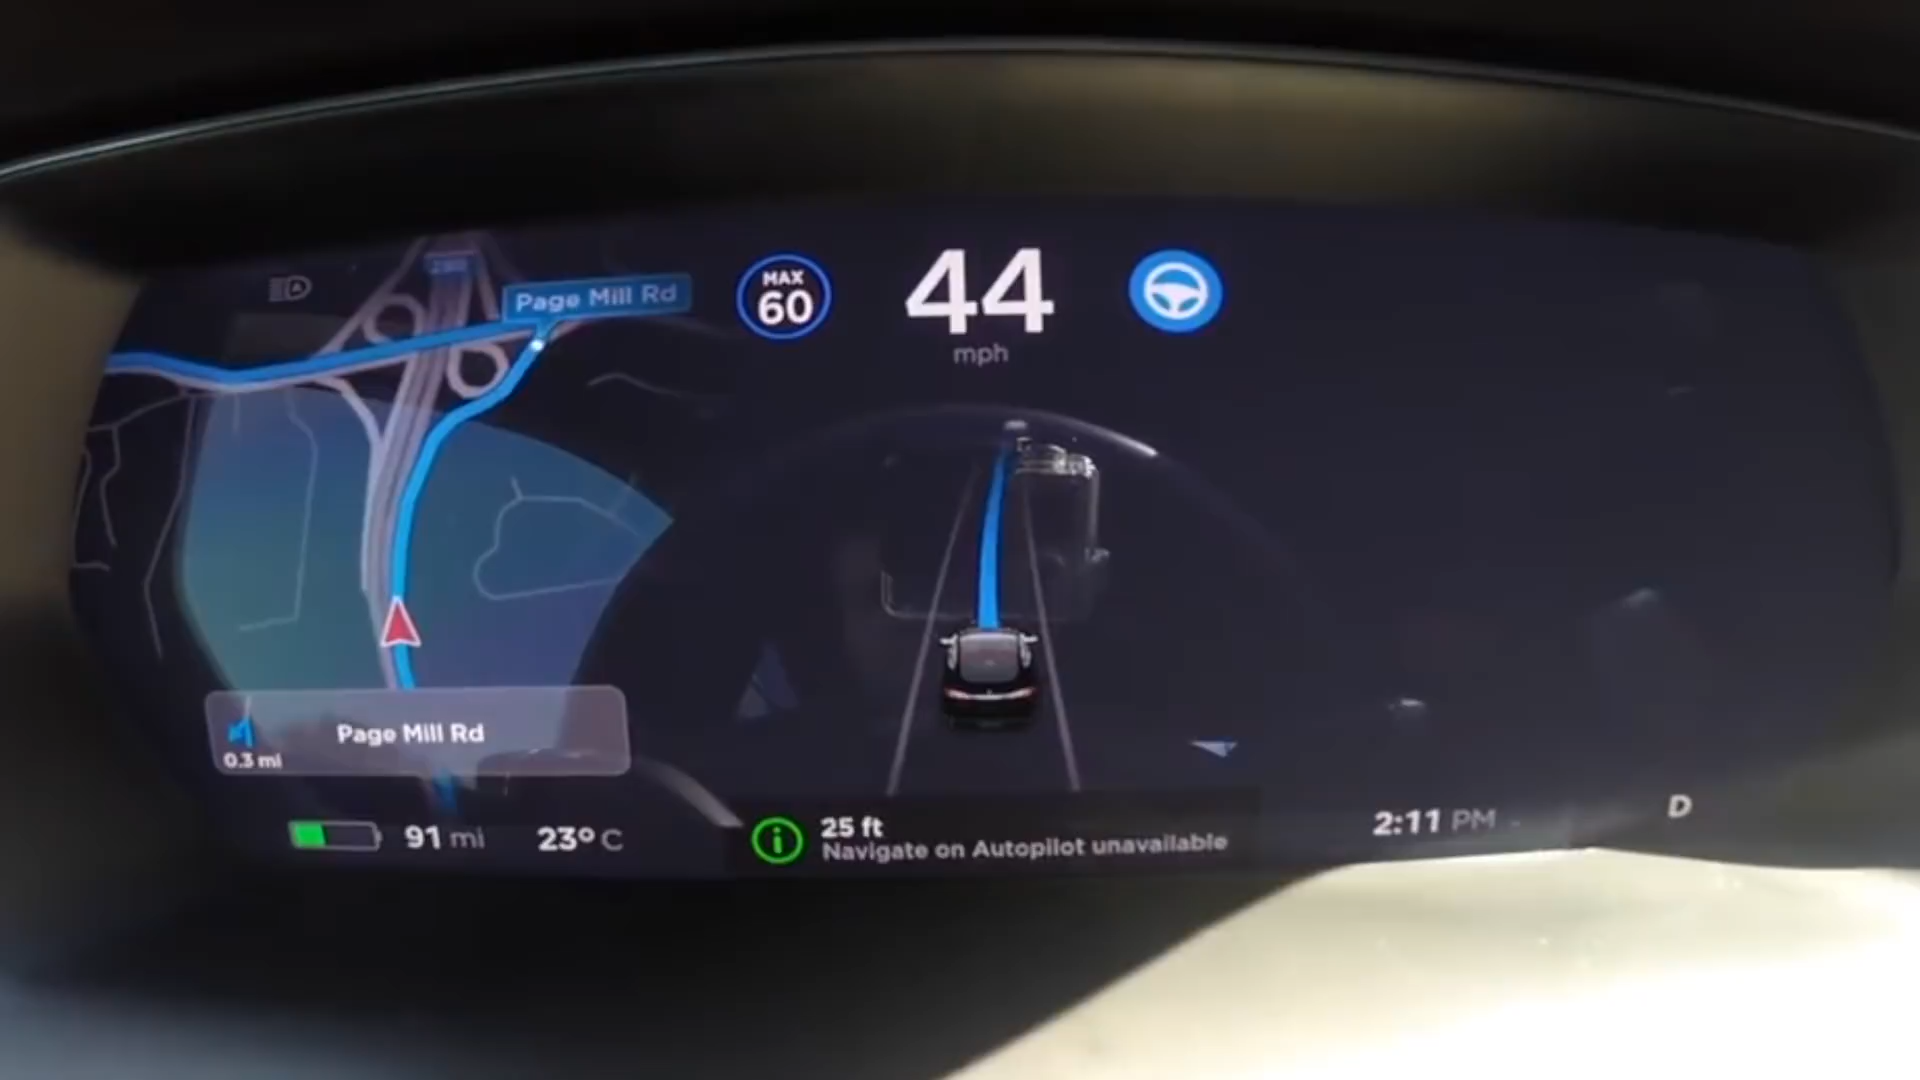 Page Mill Rd
MAX
60
44
mph
Page Mill Rd
0.3 mi
91 mi
23° C
25 ft
Navigate on Autopilot unavailable
2:11 PM
D